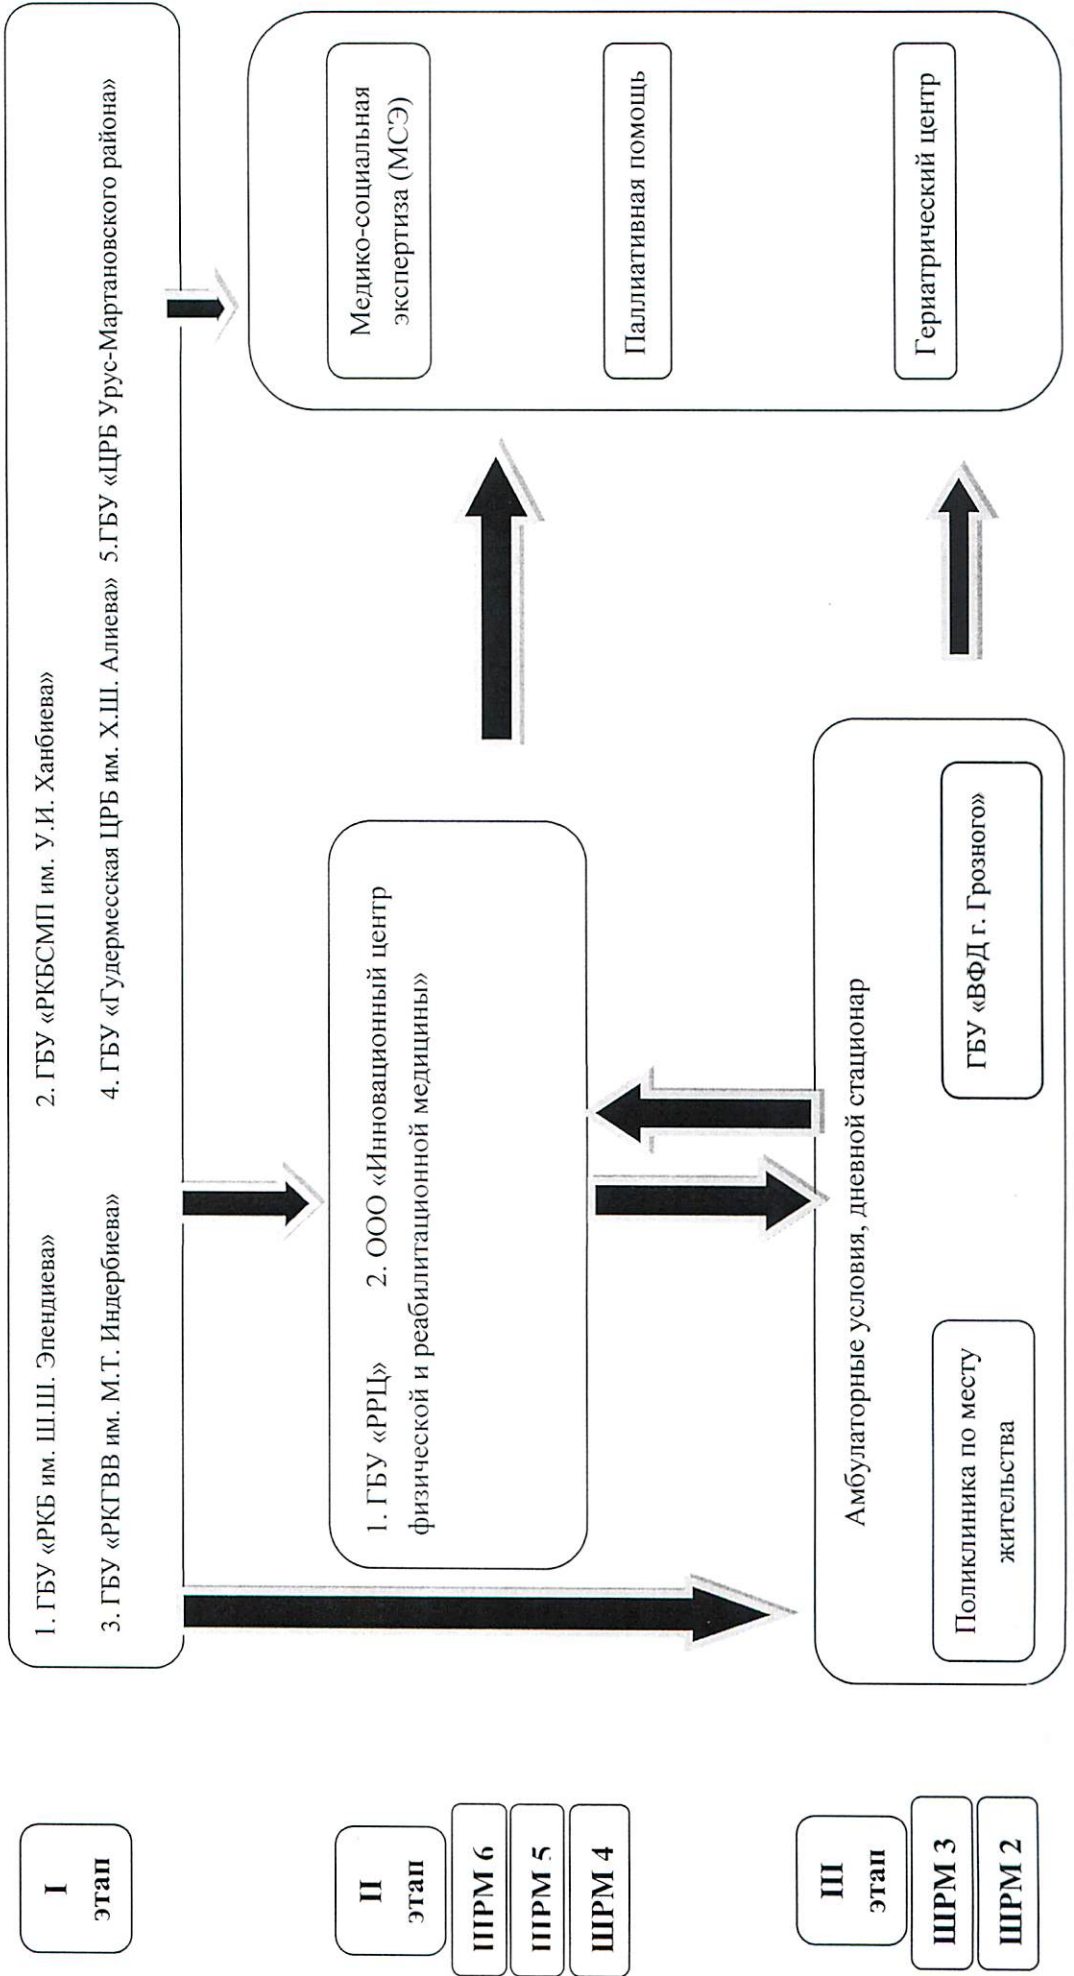 I
этап
1. ГБУ «РКБ им. Ш.Ш. Эпендиева» 2. ГБУ «РКБСМП им. У.И. Ханбиева»
3. ГБУ «РКГВВ им. М.Т. Индербиева» 4. ГБУ «Гудермесская ЦРБ им. Х.Ш. Алиева» 5.ГБУ «ЦРБ Урус-Мартановского района»
II
этап
ШРМ 6
ШРМ 5
ШРМ 4
1. ГБУ «РРЦ» 2. ООО «Инновационный центр
физической и реабилитационной медицины»
Медико-социальная
экспертиза (МСЭ)
Паллиативная помощь
Гериатрический центр
III
этап
ШРМ 3
ШРМ 2
Амбулаторные условия, дневной стационар
Поликлиника по месту
жительства
ГБУ «ВФД г. Грозного»